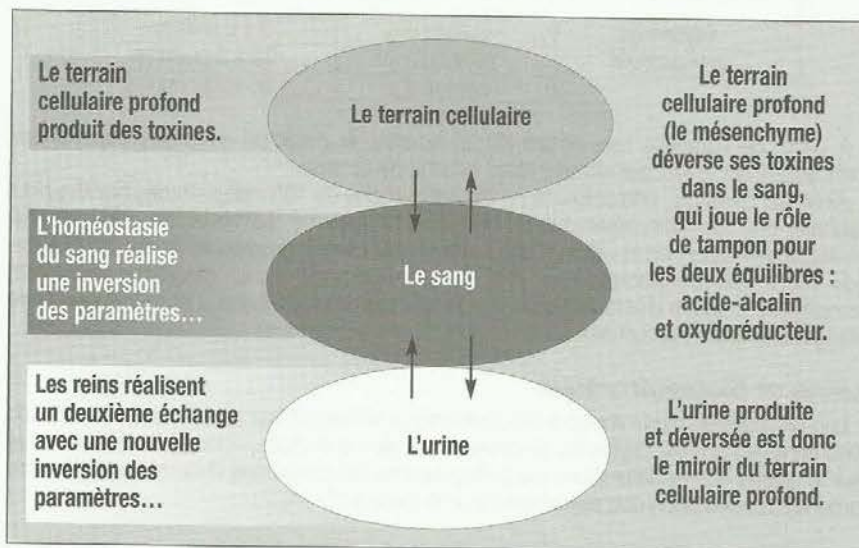 Le terrain
cellulaire profond
produit des toxines.
Le terrain cellulaire
Le terrain
cellulaire profond
(le mésenchyme)
déverse ses toxines
dans le sang,
qui joue le rôle
de tampon pour
les deux équilibres :
acide-alcalin
et oxydoréducteur.
L'homéostasie
du sang réalise
une inversion
des paramètres…
Le sang
Les reins réalisent
un deuxième échange
avec une nouvelle
inversion des
paramètres…
L'urine
L'urine produite
et déversée est donc
le miroir du terrain
cellulaire profond.